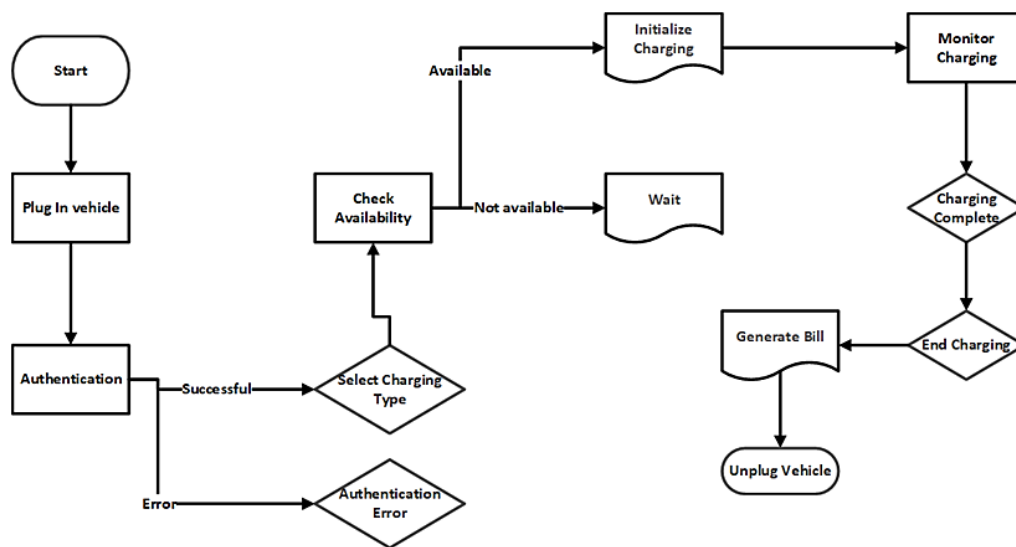 Start
Plug In vehicle
Authentication
Successful
Error
Select Charging
Type
Authentication
Error
Check
Availability
Available
Not available
Initialize
Charging
Wait
Monitor
Charging
Charging
Complete
End Charging
Generate Bill
Unplug Vehicle